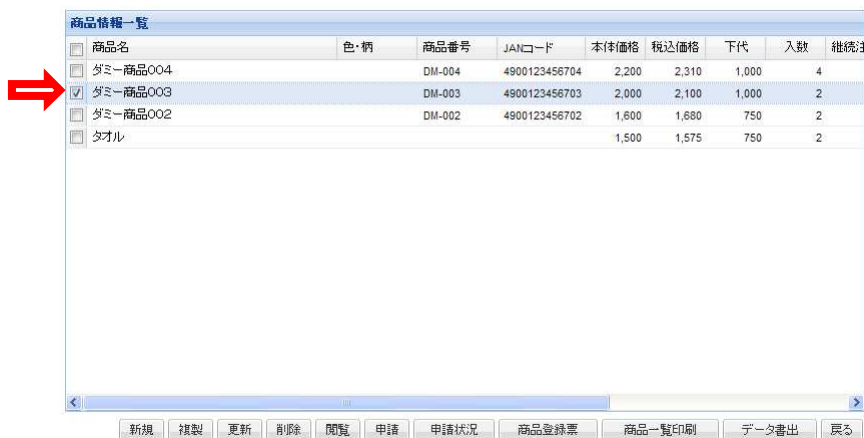 商品情報一覧
商品名 色・柄 商品番号 JANコード 本体価格 税込価格 下代 入数 継続注
ダミー商品004 DM-004 4900123456704 2,200 2,310 1,000 4
ダミー商品003 DM-003 4900123456703 2,000 2,100 1,000 2
ダミー商品002 DM-002 4900123456702 1,600 1,680 750 2
タオル 1,500 1,575 750 2
新規 複製 更新 削除 閲覧 申請 申請状況 商品登録票 商品一覧印刷 データ書出 戻る